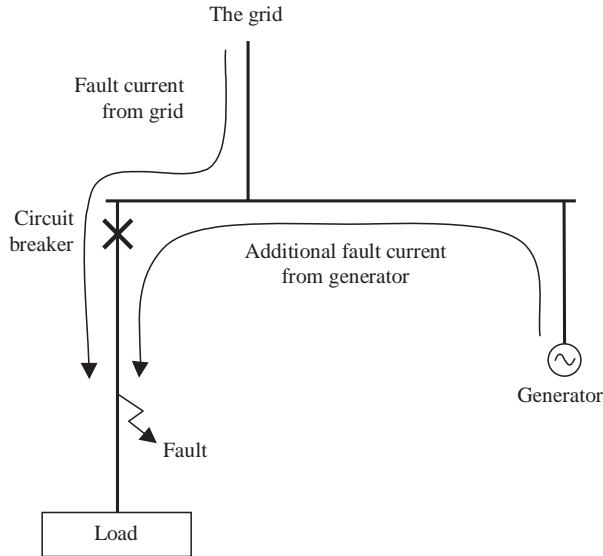 The grid
Fault current
from grid
Circuit
breaker
Additional fault current
from generator
Generator
Fault
Load